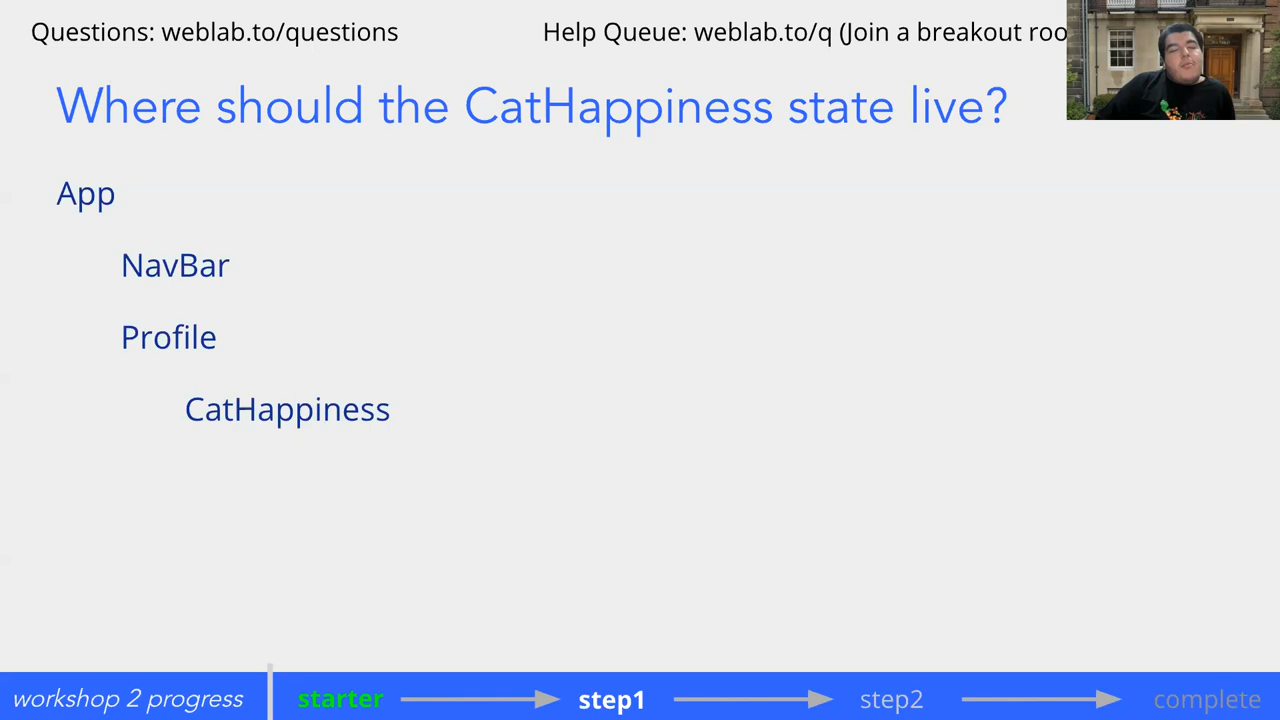 Questions: weblab.to/questions
Help Queue: weblab.to/q (Join a breakout roo
Where should the CatHappiness state live?
App
NavBar
Profile
CatHappiness
workshop 2 progress
starter
step1
step2
complete